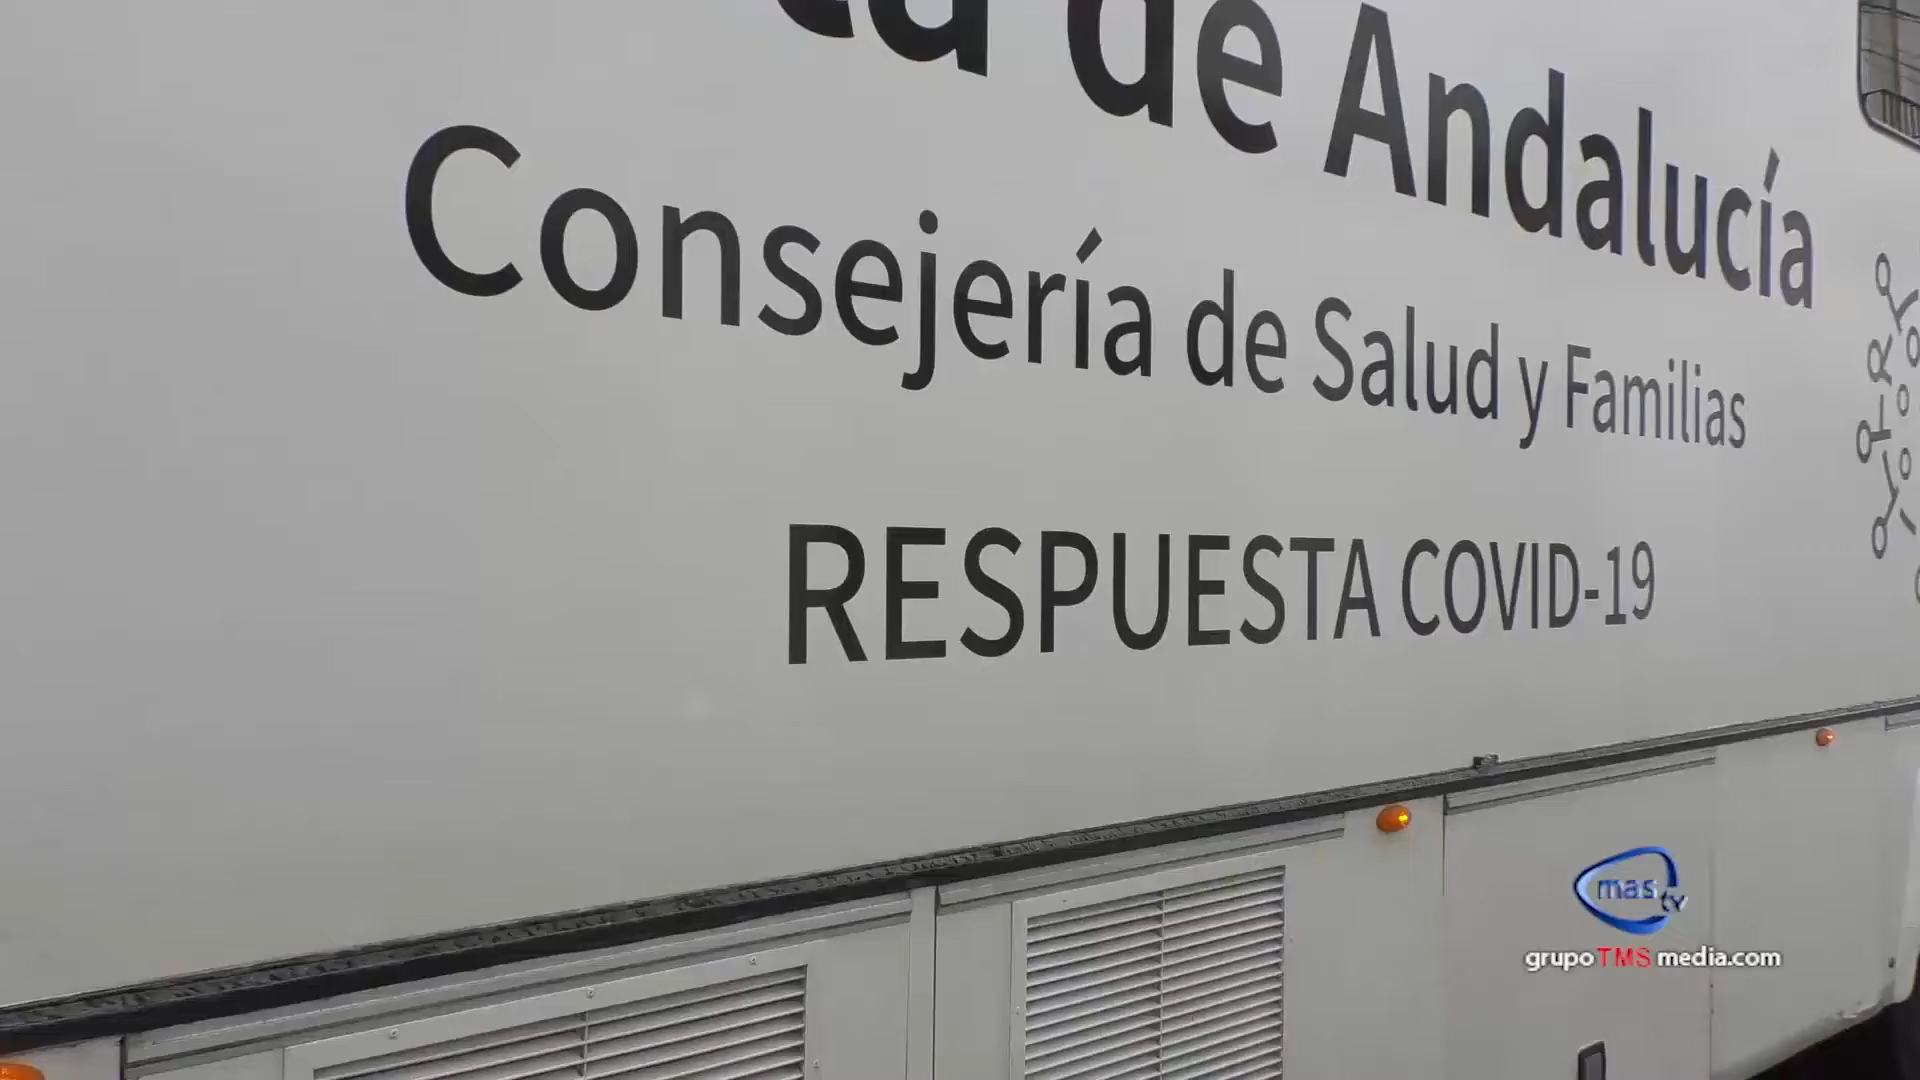 de Andalucía
Consejería de Salud y Familias
RESPUESTA COVID-19
mas tv
grupoTMSmedia.com